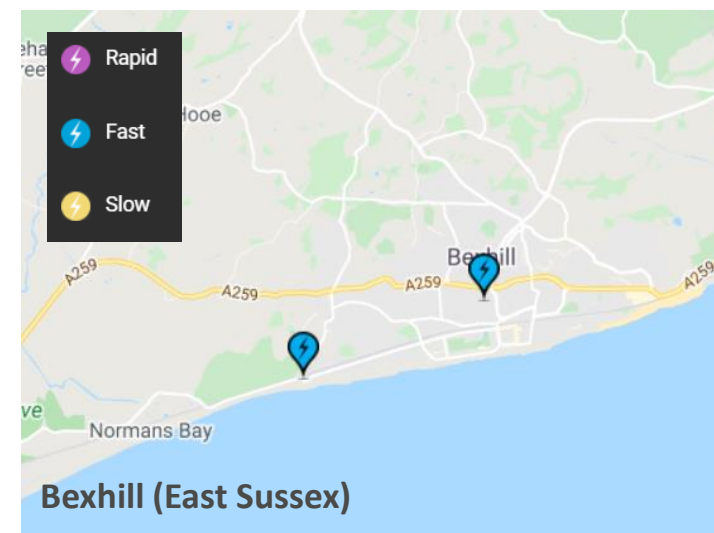 Rapid
Fast
Slow
Hooe
Bexhill
A259
A259
A259
A259
Normans Bay
Bexhill (East Sussex)